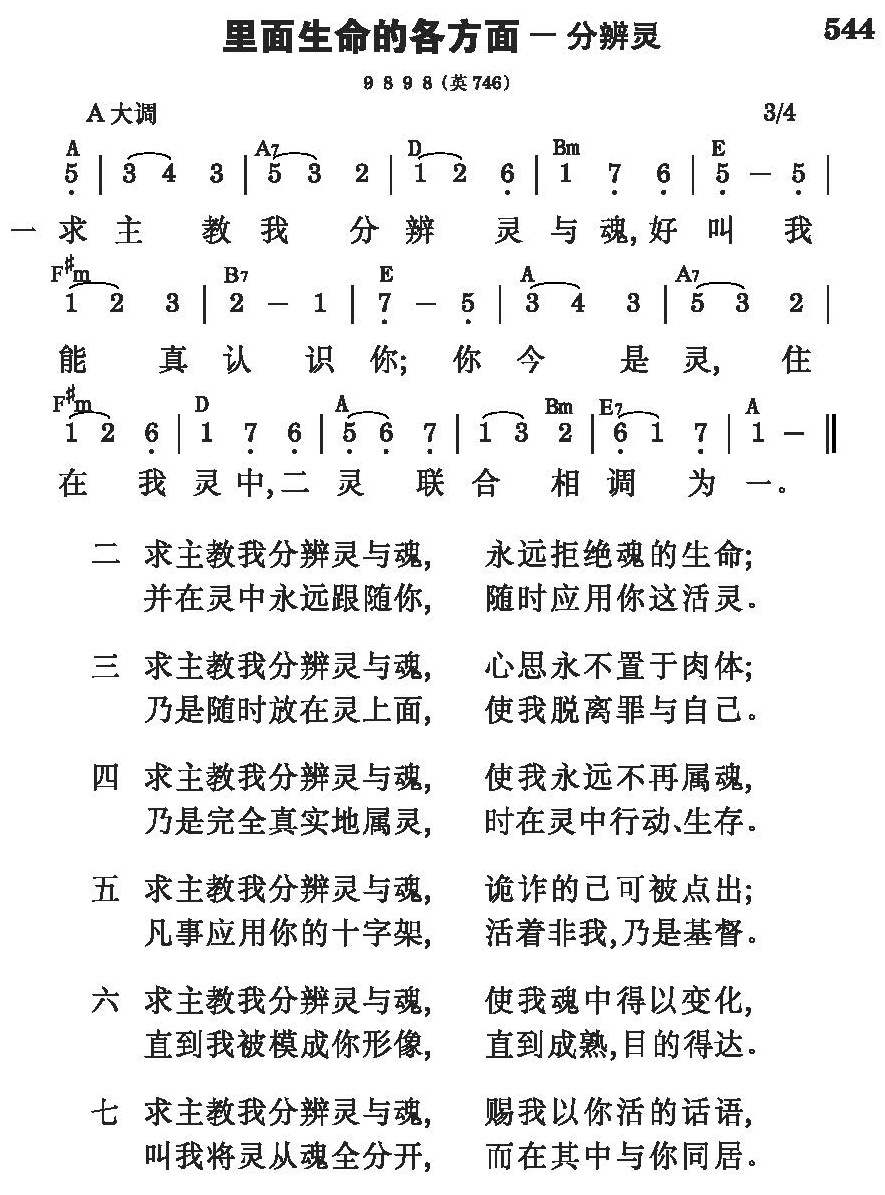 里面生命的各方面 — 分辨灵 544
9 8 9 8 (英 746)
A 大调 3/4
A A7 D Bm E
5 | 3 4 3 | 5 3 2 | 1 2 6 | 1 7 6 | 5 – 5 |
一 求 主 教 我 分 辨 灵 与 魂, 好 叫 我
F#m B7 E A A7
1 2 3 | 2 – 1 | 7 – 5 | 3 4 3 | 5 3 2 |
能 真 认 识 你; 你 今 是 灵, 住
F#m D A Bm E7 A
1 2 6 | 1 7 6 | 5 6 7 | 1 3 2 | 6 1 7 | 1 – ‖
在 我 灵 中, 二 灵 联 合 相 调 为 一。
二 求主教我分辨灵与魂, 永远拒绝魂的生命;
并在灵中永远跟随你, 随时应用你这活灵。
三 求主教我分辨灵与魂, 心思永不置于肉体;
乃是随时放在灵上面, 使我脱离罪与自己。
四 求主教我分辨灵与魂, 使我永远不再属魂,
乃是完全真实地属灵, 时在灵中行动、生存。
五 求主教我分辨灵与魂, 诡诈的己可被点出;
凡事应用你的十字架, 活着非我,乃是基督。
六 求主教我分辨灵与魂, 使我魂中得以变化,
直到我被模成你形像, 直到成熟,目的得达。
七 求主教我分辨灵与魂, 赐我以你活的话语,
叫我将灵从魂全分开, 而在其中与你同居。